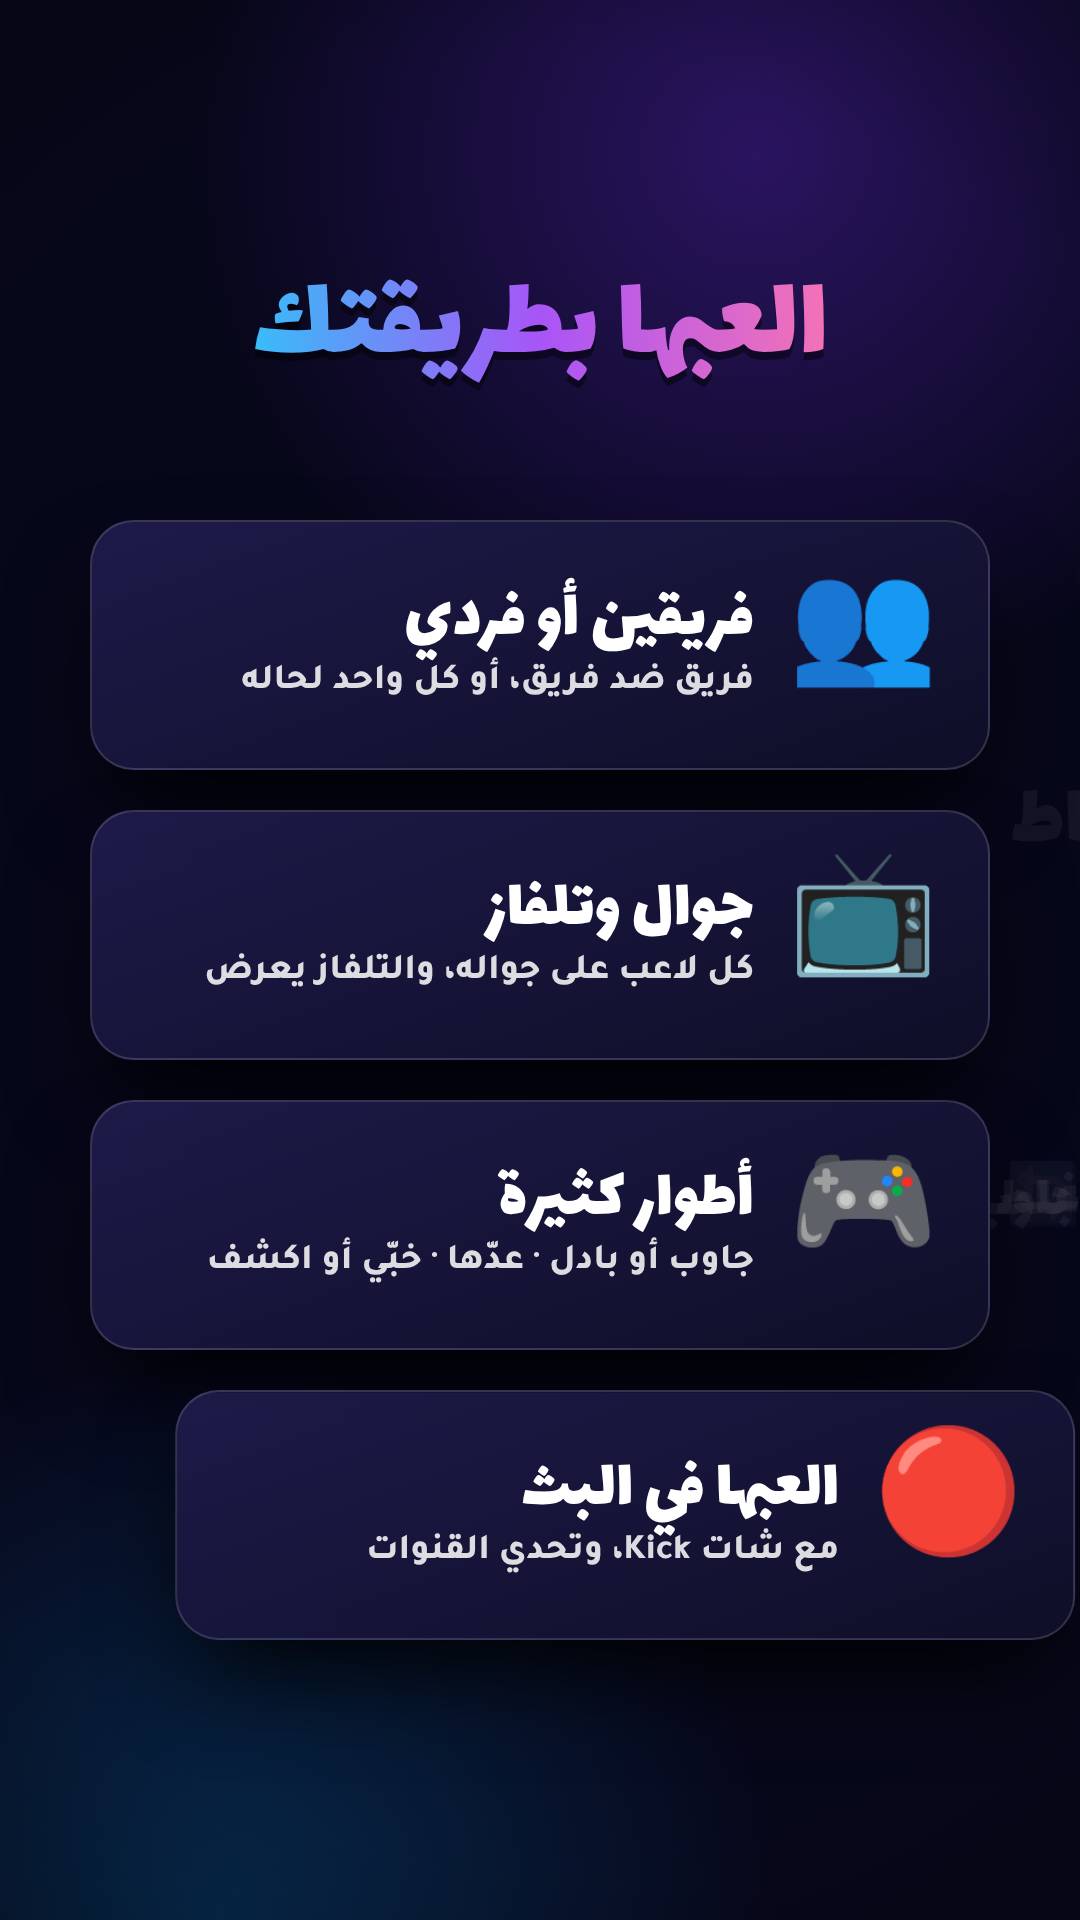 العبها بطريقتك
فريقين أو فردي
فريق ضد فريق، أو كل واحد لحاله
جوال وتلفاز
كل لاعب على جواله، والتلفاز يعرض
أطوار كثيرة
جاوب أو بادل · عدّها · خبّي أو اكشف
العبها في البث
مع شات Kick، وتحدي القنوات